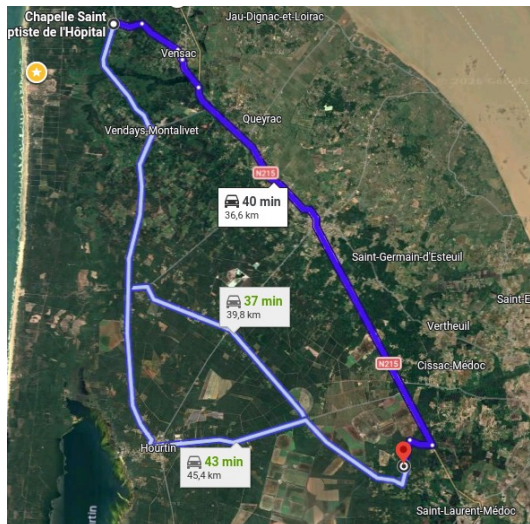 Jau-Dignac-et-Loirac
Chapelle Saint
ptiste de l'Hôpital
Vensac
Queyrac
Vendays-Montalivet
N215
40 min
36,6 km
Saint-Germain-d'Esteuil
37 min
39,8 km
Saint-E
Vertheuil
N215
Cissac-Médoc
Hourtin
43 min
45,4 km
rtin
Saint-Laurent-Médoc